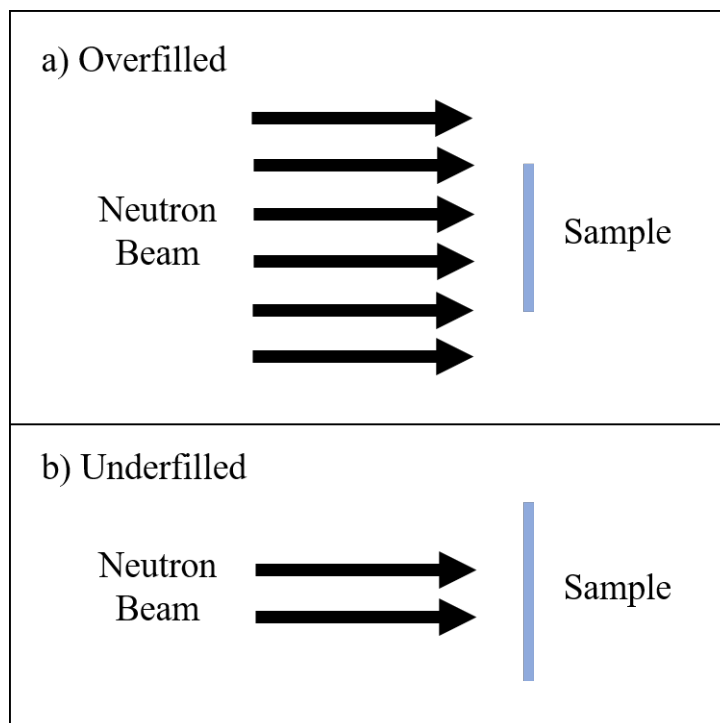 a) Overfilled
Neutron
Beam
Sample
b) Underfilled
Neutron
Beam
Sample